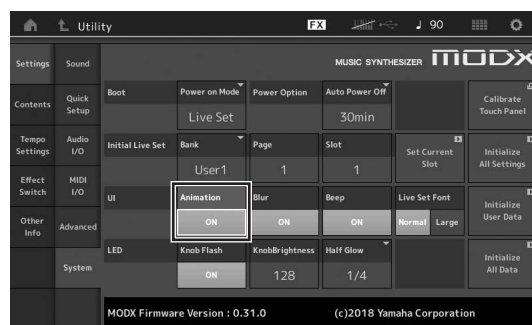 Utility
FX
90
MUSIC SYNTHESIZER MODX
Settings
Sound
Contents
Quick
Setup
Tempo
Settings
Audio
I/O
Effect
Switch
MIDI
I/O
Other
Info
Advanced
System
Boot
Power on Mode
Live Set
Power Option
Auto Power Off
30min
Calibrate
Touch Panel
Initial Live Set
Bank
User1
Page
1
Slot
1
Set Current
Slot
Initialize
All Settings
UI
Animation
ON
Blur
ON
Beep
ON
Live Set Font
Normal Large
Initialize
User Data
LED
Knob Flash
ON
KnobBrightness
128
Half Glow
1/4
Initialize
All Data
MODX Firmware Version : 0.31.0 (c)2018 Yamaha Corporation